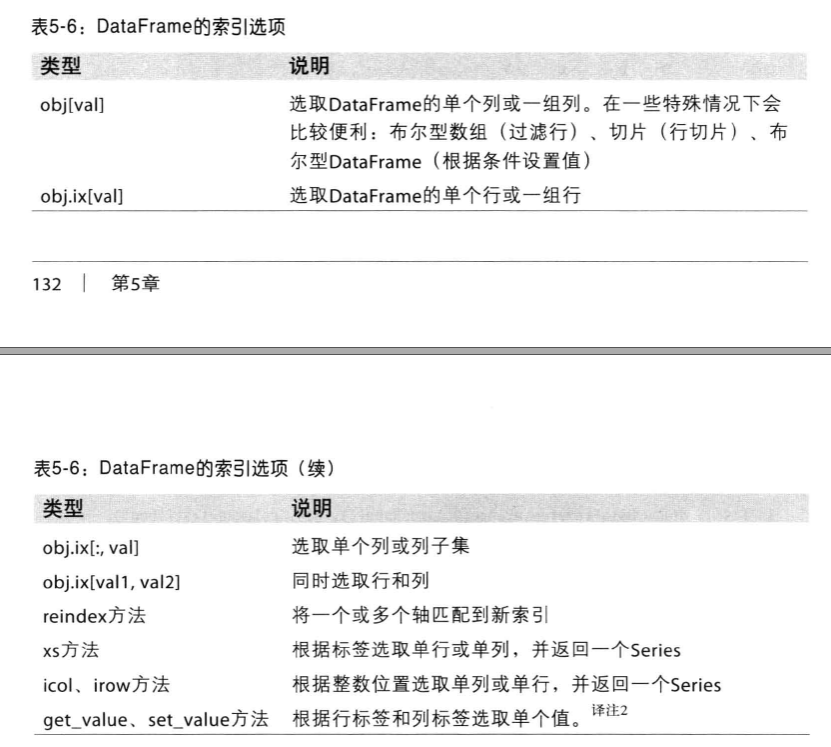 表5-6：DataFrame的索引选项
类型 说明
obj[val] 选取DataFrame的单个列或一组列。在一些特殊情况下会
比较便利：布尔型数组（过滤行）、切片（行切片）、布
尔型DataFrame（根据条件设置值）
obj.ix[val] 选取DataFrame的单个行或一组行
132 | 第5章
表5-6：DataFrame的索引选项（续）
类型 说明
obj.ix[:, val] 选取单个列或列子集
obj.ix[val1, val2] 同时选取行和列
reindex方法 将一个或多个轴匹配到新索引
xs方法 根据标签选取单行或单列，并返回一个Series
icol、irow方法 根据整数位置选取单列或单行，并返回一个Series
get_value、set_value方法 根据行标签和列标签选取单个值。译注2